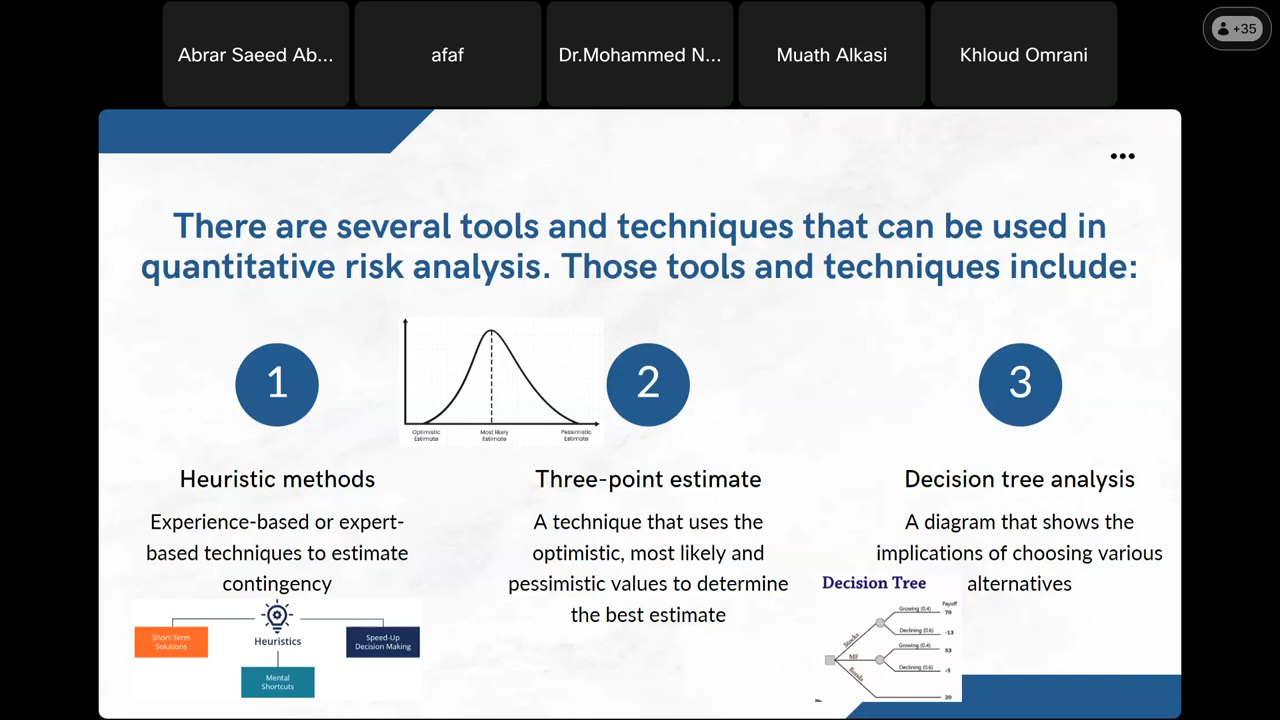 Abrar Saeed Ab...
afaf
Dr.Mohammed N...
Muath Alkasi
Khloud Omrani
+35
There are several tools and techniques that can be used in
quantitative risk analysis. Those tools and techniques include:
1
Heuristic methods
Experience-based or expert-
based techniques to estimate
contingency
Heuristics
Short-Term
Solutions
Speed-Up
Decision Making
Mental
Shortcuts
Optimistic
Estimate
Most likely
Estimate
Pessimistic
Estimate
2
Three-point estimate
A technique that uses the
optimistic, most likely and
pessimistic values to determine
the best estimate
3
Decision tree analysis
A diagram that shows the
implications of choosing various
alternatives
Decision Tree
Payoff
Stocks
Growing (0.4)
70
Declining (0.6)
-13
MF
Growing (0.4)
53
Declining (0.6)
-5
Bonds
20